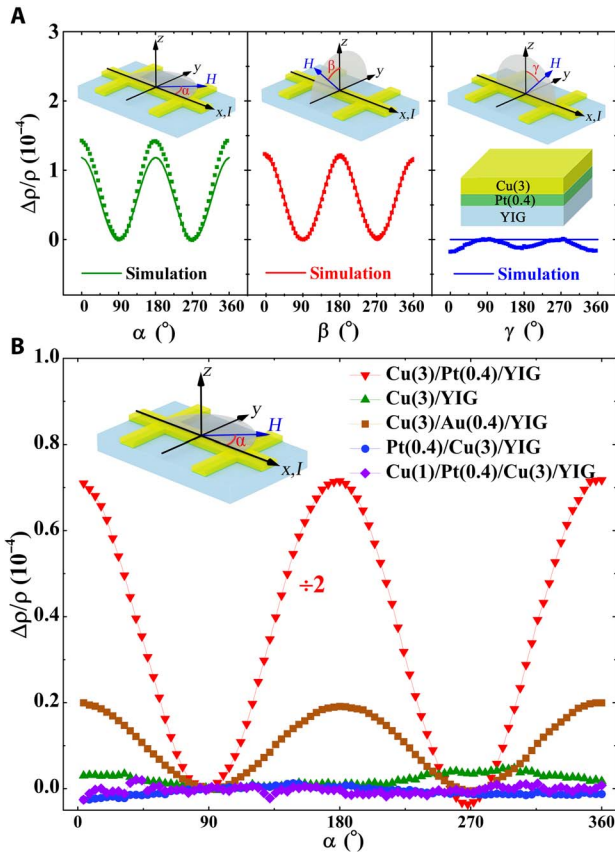 A
Δρ/ρ (10⁻⁴)
4
3
2
1
0
z
y
H
α
x,I
Simulation
0 90 180 270 360
α (°)
z
y
H
β
x,I
Simulation
0 90 180 270 360
β (°)
z
y
H
γ
x,I
Cu(3)
Pt(0.4)
YIG
Simulation
0 90 180 270 360
γ (°)
B
Δρ/ρ (10⁻⁴)
1.0
0.8
0.6
0.4
0.2
0.0
z
y
H
α
x,I
Cu(3)/Pt(0.4)/YIG
Cu(3)/YIG
Cu(3)/Au(0.4)/YIG
Pt(0.4)/Cu(3)/YIG
Cu(1)/Pt(0.4)/Cu(3)/YIG
÷2
0 90 180 270 360
α (°)